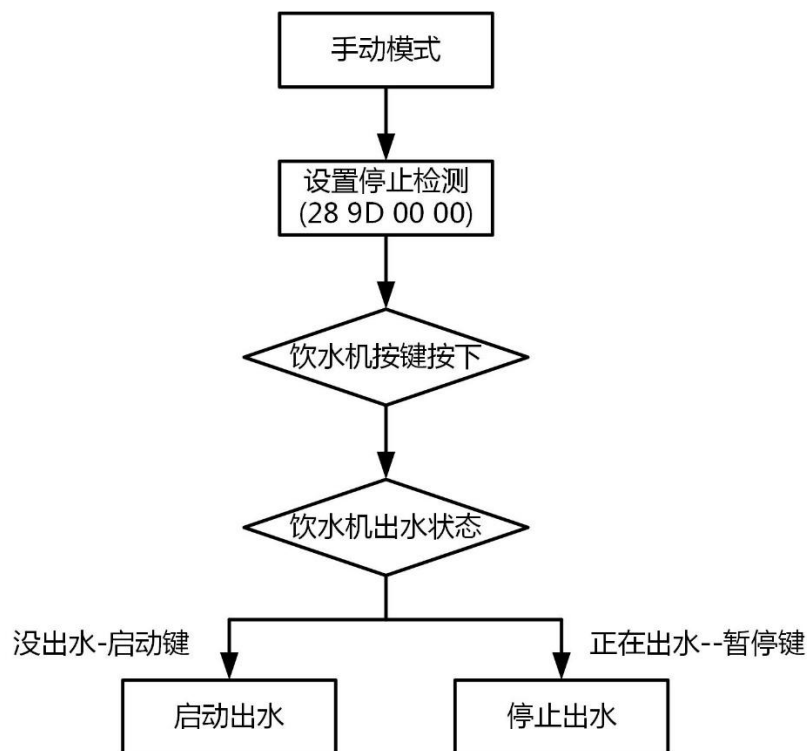 手动模式
设置停止检测
(28 9D 00 00)
饮水机按键按下
饮水机出水状态
没出水-启动键
正在出水--暂停键
启动出水
停止出水